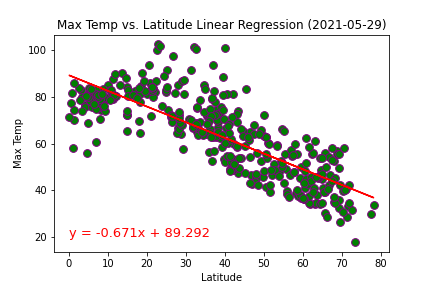 Max Temp vs. Latitude Linear Regression (2021-05-29)
100
80
60
40
20
Max Temp
y = -0.671x + 89.292
0 10 20 30 40 50 60 70 80
Latitude